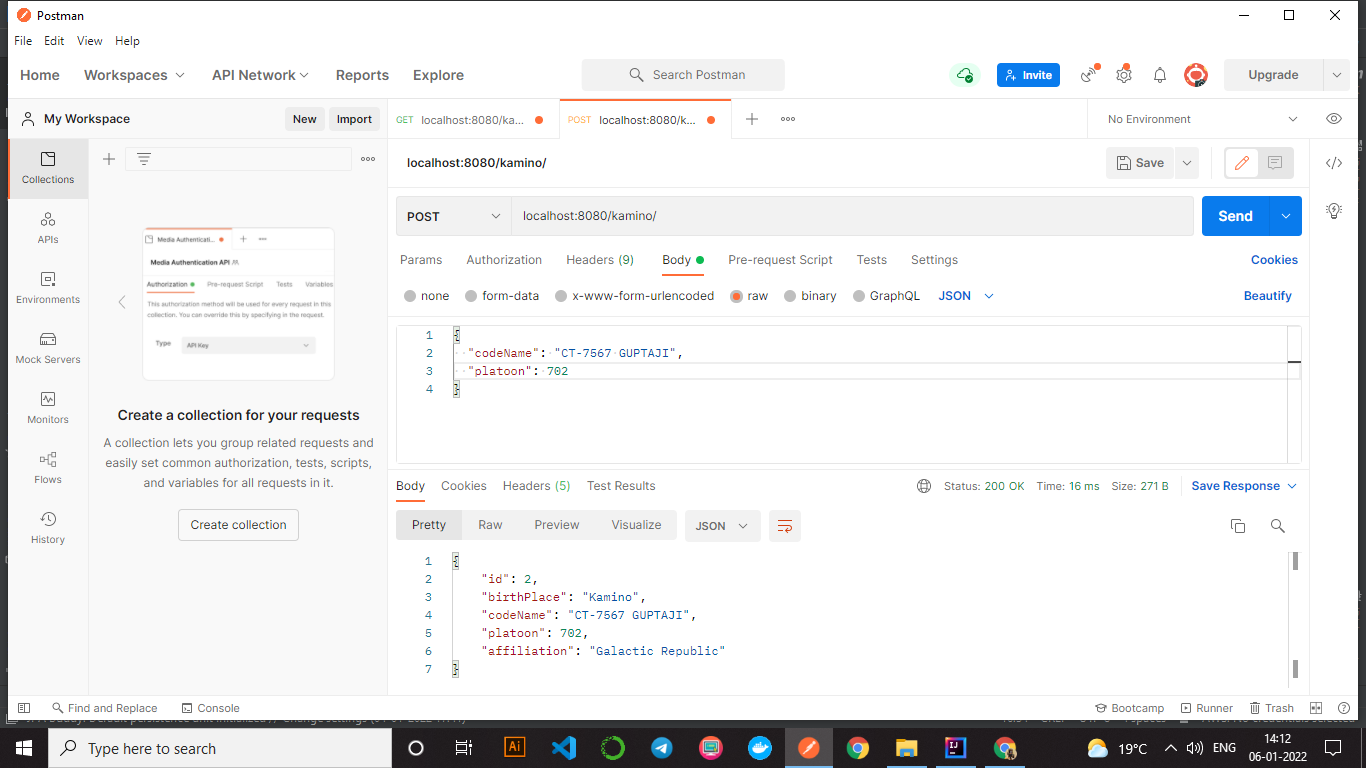 Postman
File Edit View Help
Home Workspaces API Network Reports Explore Search Postman Invite Upgrade
My Workspace New Import GET localhost:8080/ka... POST localhost:8080/k... No Environment
Collections
APIs
Environments
Mock Servers
Monitors
Flows
History
Media Authenticati...
Media Authentication API
Authorization Pre-request Script Tests Variables
This authorization method will be used for every request in this
collection. You can override this by specifying in the request.
Type API Key
Create a collection for your requests
A collection lets you group related requests and
easily set common authorization, tests, scripts,
and variables for all requests in it.
Create collection
localhost:8080/kamino/ Save
POST localhost:8080/kamino/ Send
Params Authorization Headers (9) Body Pre-request Script Tests Settings Cookies
none form-data x-www-form-urlencoded raw binary GraphQL JSON Beautify
1 {
2 "codeName": "CT-7567 GUPTAJI",
3 "platoon": 702
4 }
Body Cookies Headers (5) Test Results Status: 200 OK Time: 16 ms Size: 271 B Save Response
Pretty Raw Preview Visualize JSON
1 {
2 "id": 2,
3 "birthPlace": "Kamino",
4 "codeName": "CT-7567 GUPTAJI",
5 "platoon": 702,
6 "affiliation": "Galactic Republic"
7 }
Find and Replace Console Bootcamp Runner Trash
Type here to search Ai IJ 19°C ENG 14:12
06-01-2022